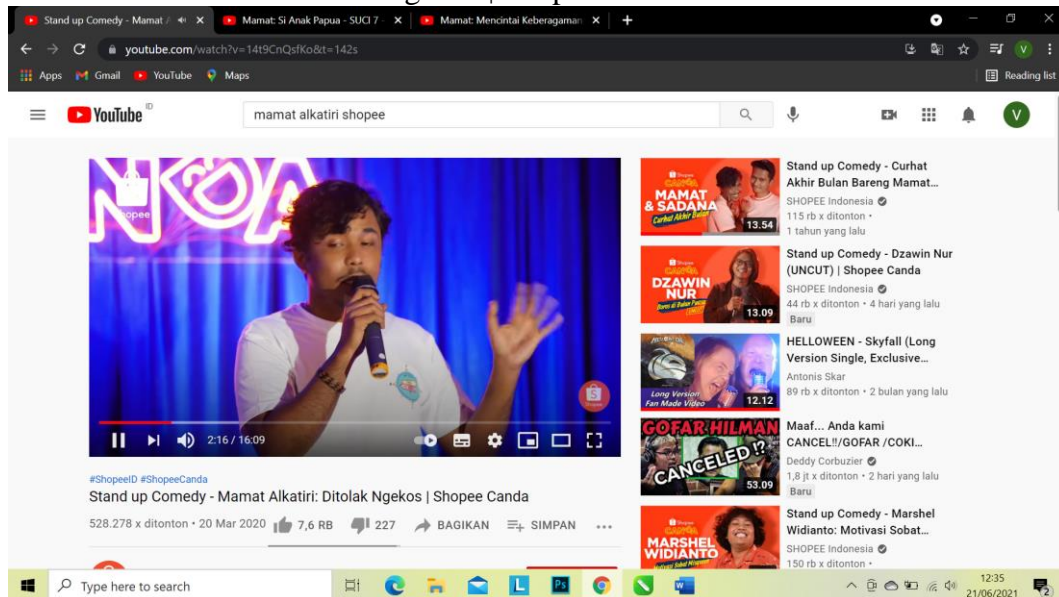 Stand up Comedy - Mamat A
Mamat: Si Anak Papua - SUCI 7 -
Mamat: Mencintai Keberagaman
youtube.com/watch?v=14t9CnQsfKo&t=142s
V
Apps
Gmail
YouTube
Maps
Reading list
YouTube ID
mamat alkatiri shopee
V
Shopee
2:16 / 16:09
#ShopeeID #ShopeeCanda
Stand up Comedy - Mamat Alkatiri: Ditolak Ngekos | Shopee Canda
528.278 x ditonton • 20 Mar 2020
7,6 RB
227
BAGIKAN
SIMPAN
Shopee
CANDA
MAMAT
& SADANA
Curhat Akhir Bulan
13.54
Stand up Comedy - Curhat
Akhir Bulan Bareng Mamat...
SHOPEE Indonesia
115 rb x ditonton •
1 tahun yang lalu
Shopee
CANDA
DZAWIN
NUR
13.09
Stand up Comedy - Dzawin Nur
(UNCUT) | Shopee Canda
SHOPEE Indonesia
44 rb x ditonton • 4 hari yang lalu
Baru
Long Version
Fan Made Video
12.12
HELLOWEEN - Skyfall (Long
Version Single, Exclusive...
Antonis Skar
89 rb x ditonton • 2 bulan yang lalu
GOFAR HILMAN
CANCELED !?
53.09
Maaf... Anda kami
CANCEL!!/GOFAR /COKI...
Deddy Corbuzier
1,8 jt x ditonton • 2 hari yang lalu
Baru
Shopee
CANDA
MARSHEL
WIDIANTO
Stand up Comedy - Marshel
Widianto: Motivasi Sobat...
SHOPEE Indonesia
150 rb x ditonton •
Type here to search
12:35
21/06/2021